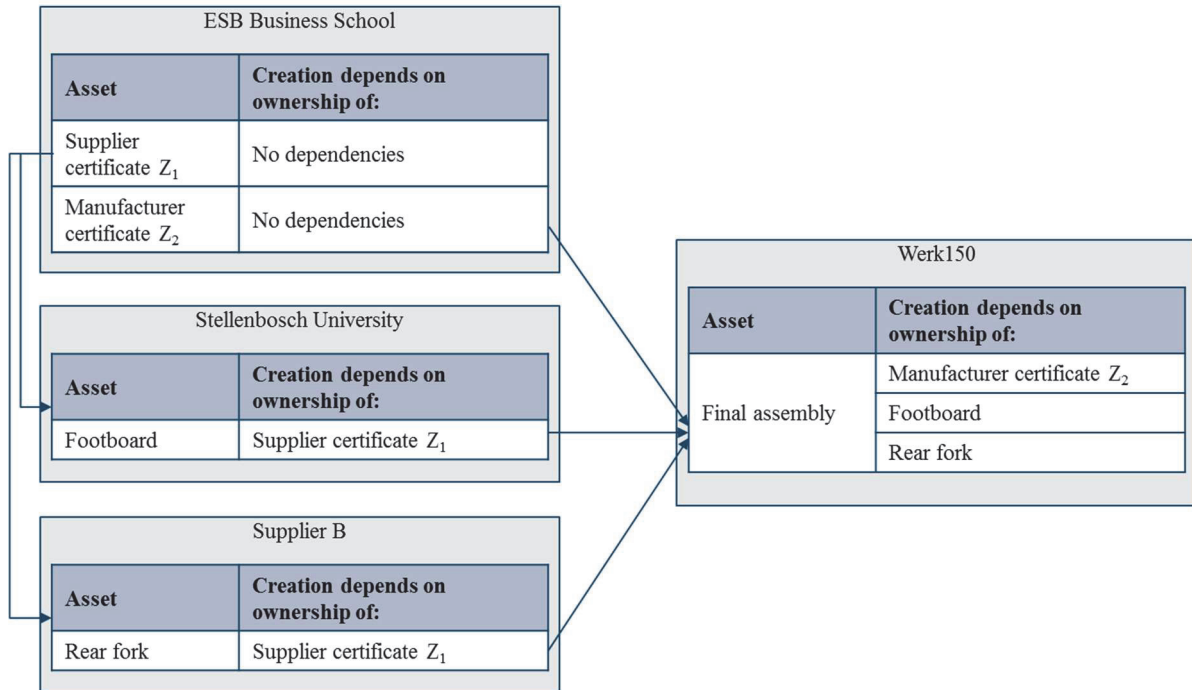 ESB Business School
Asset
Creation depends on
ownership of:
Supplier
certificate Z₁
No dependencies
Manufacturer
certificate Z₂
No dependencies
Stellenbosch University
Asset
Creation depends on
ownership of:
Footboard
Supplier certificate Z₁
Supplier B
Asset
Creation depends on
ownership of:
Rear fork
Supplier certificate Z₁
Werk150
Asset
Creation depends on
ownership of:
Final assembly
Manufacturer certificate Z₂
Footboard
Rear fork